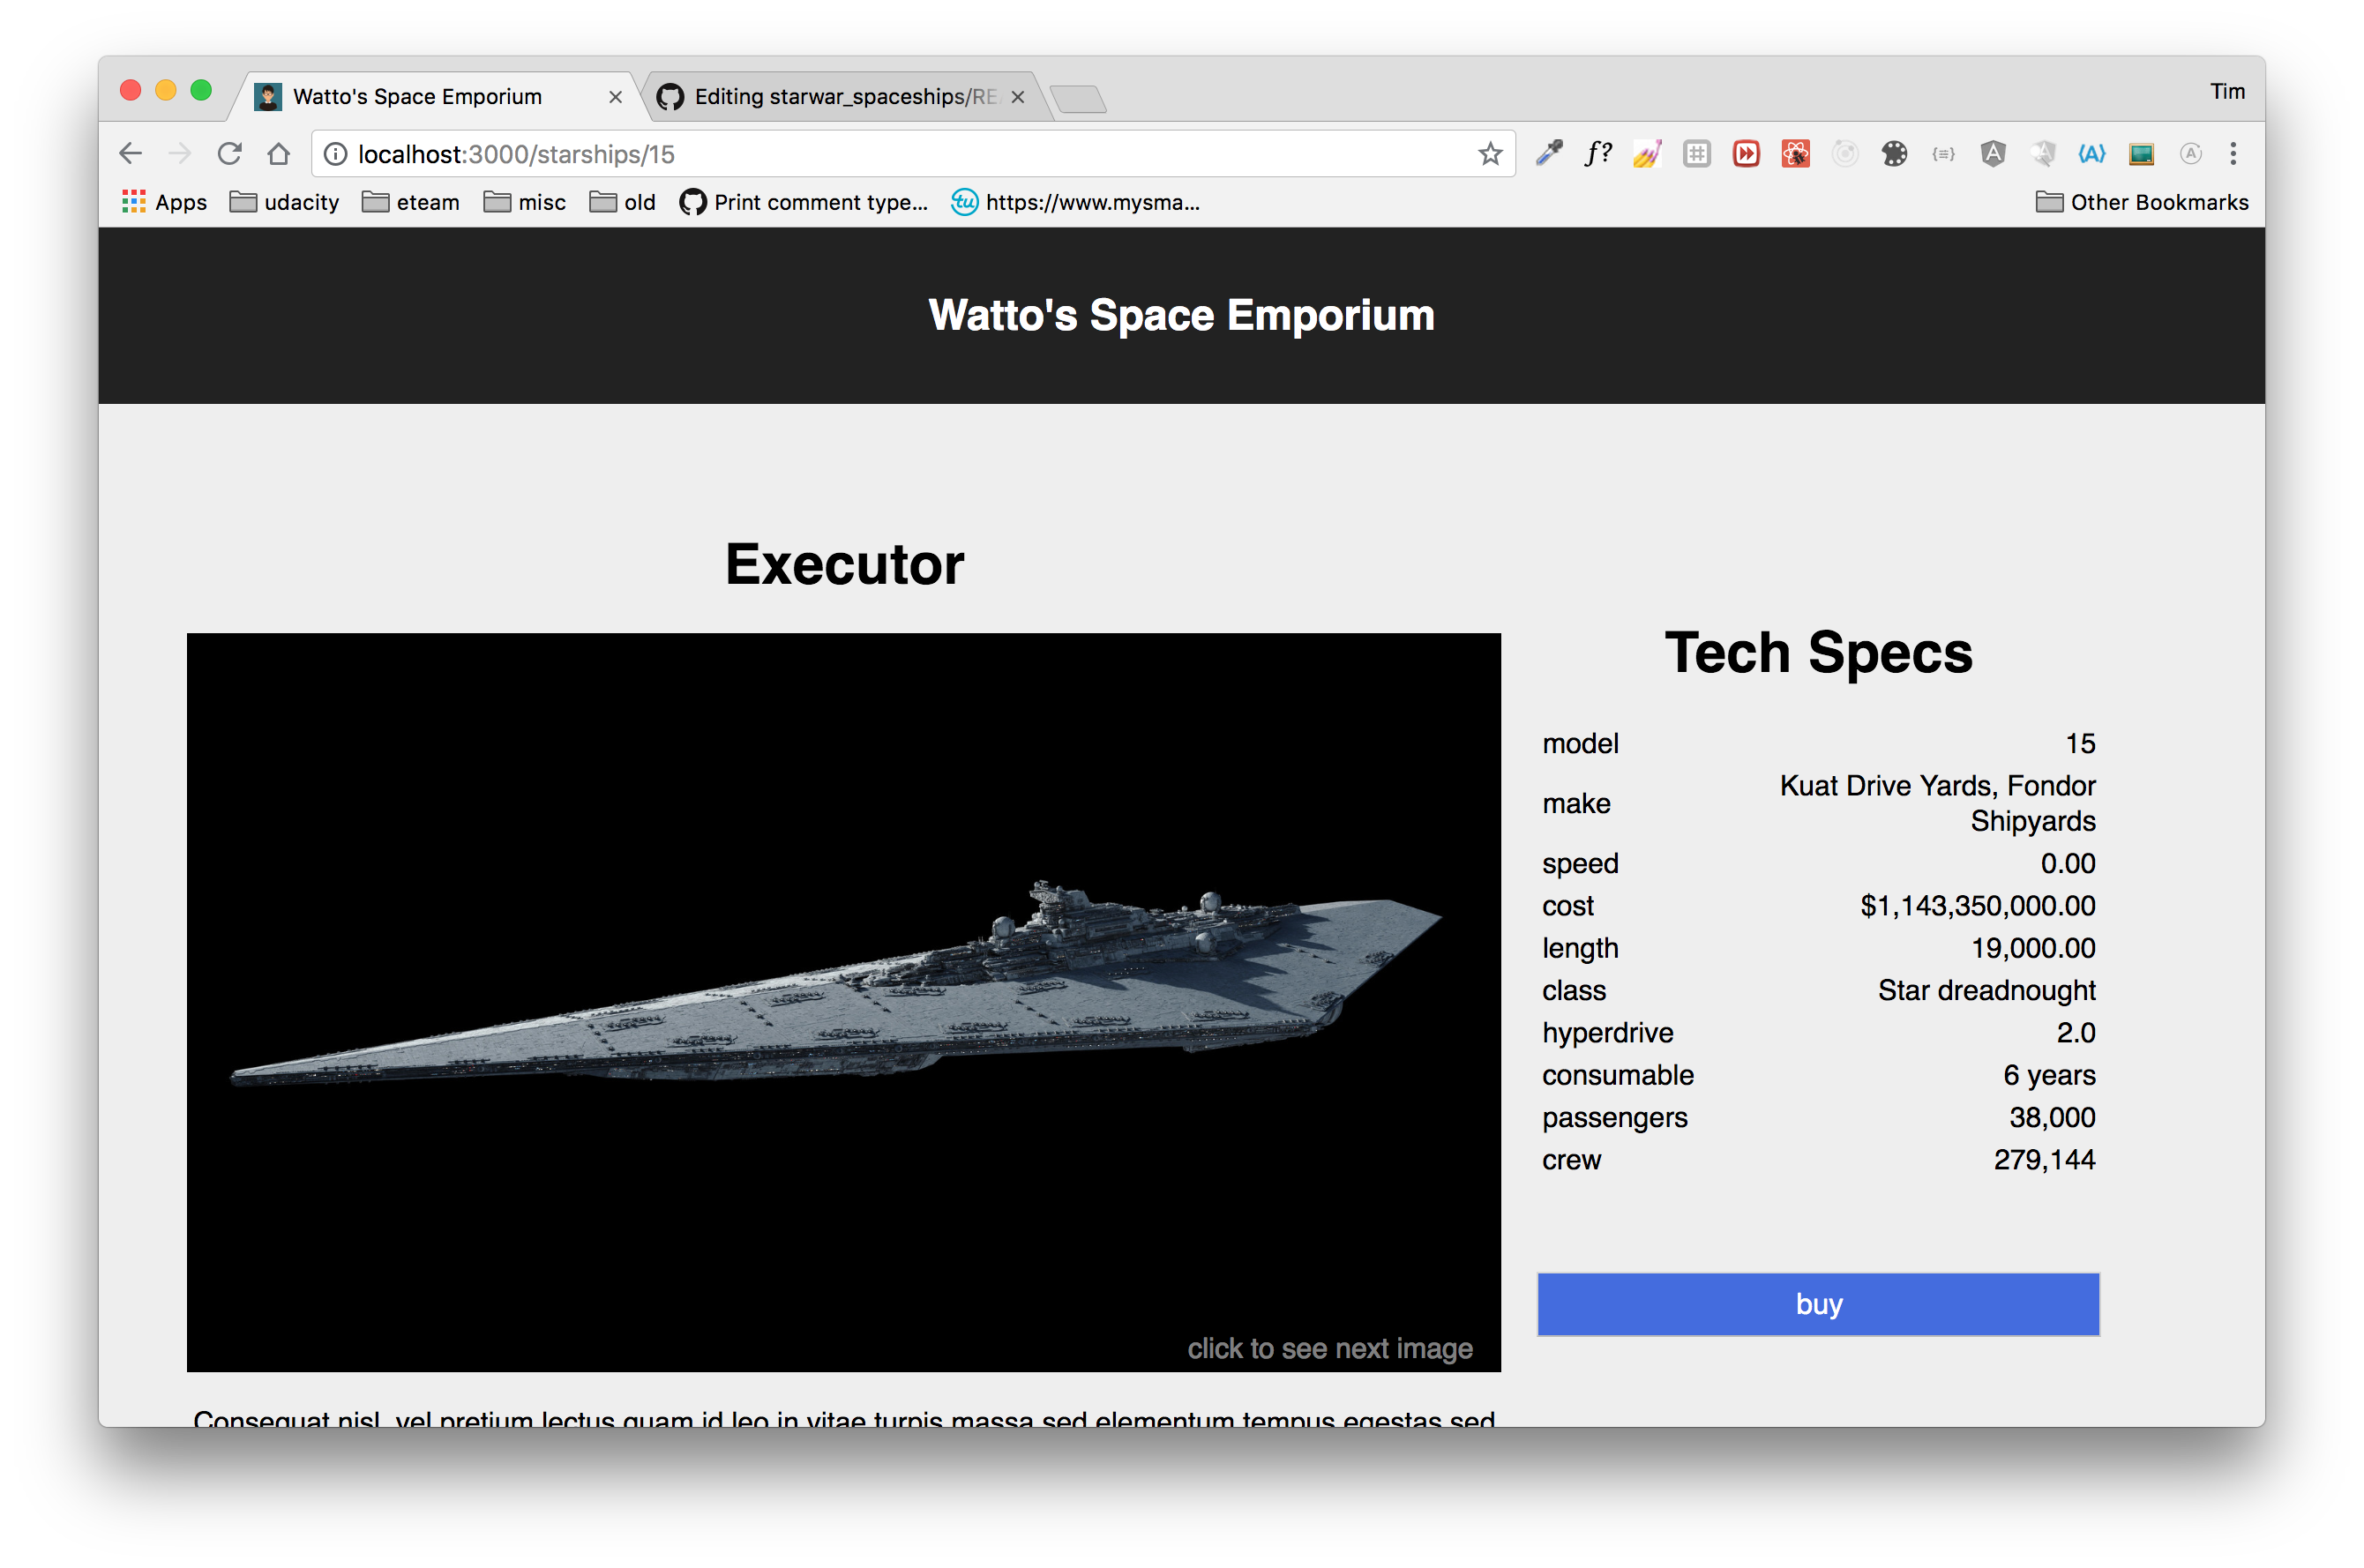 Watto's Space Emporium
Editing starwar_spaceships/RE
Tim
localhost:3000/starships/15
f?
Apps
udacity
eteam
misc
old
Print comment type...
tu
https://www.mysma...
Other Bookmarks
Watto's Space Emporium
Executor
click to see next image
Consequat nisl, vel pretium lectus quam id leo in vitae turpis massa sed elementum tempus egestas sed
Tech Specs
model 15
make Kuat Drive Yards, Fondor
Shipyards
speed 0.00
cost $1,143,350,000.00
length 19,000.00
class Star dreadnought
hyperdrive 2.0
consumable 6 years
passengers 38,000
crew 279,144
buy